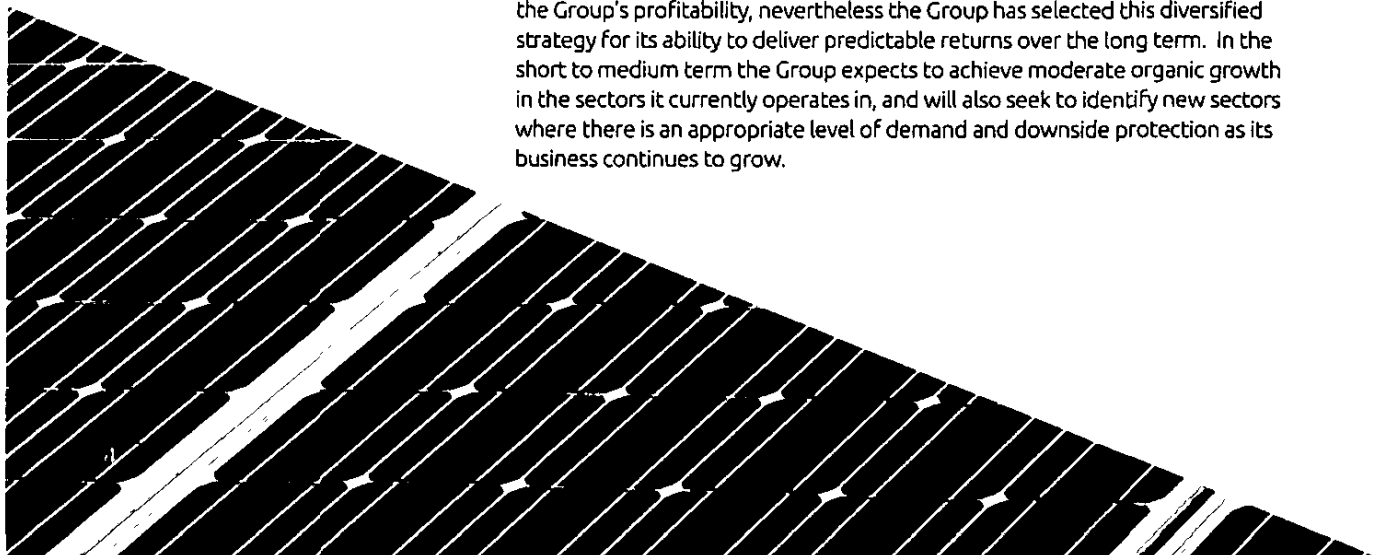 the Group's profitability, nevertheless the Group has selected this diversified
strategy for its ability to deliver predictable returns over the long term. In the
short to medium term the Group expects to achieve moderate organic growth
in the sectors it currently operates in, and will also seek to identify new sectors
where there is an appropriate level of demand and downside protection as its
business continues to grow.